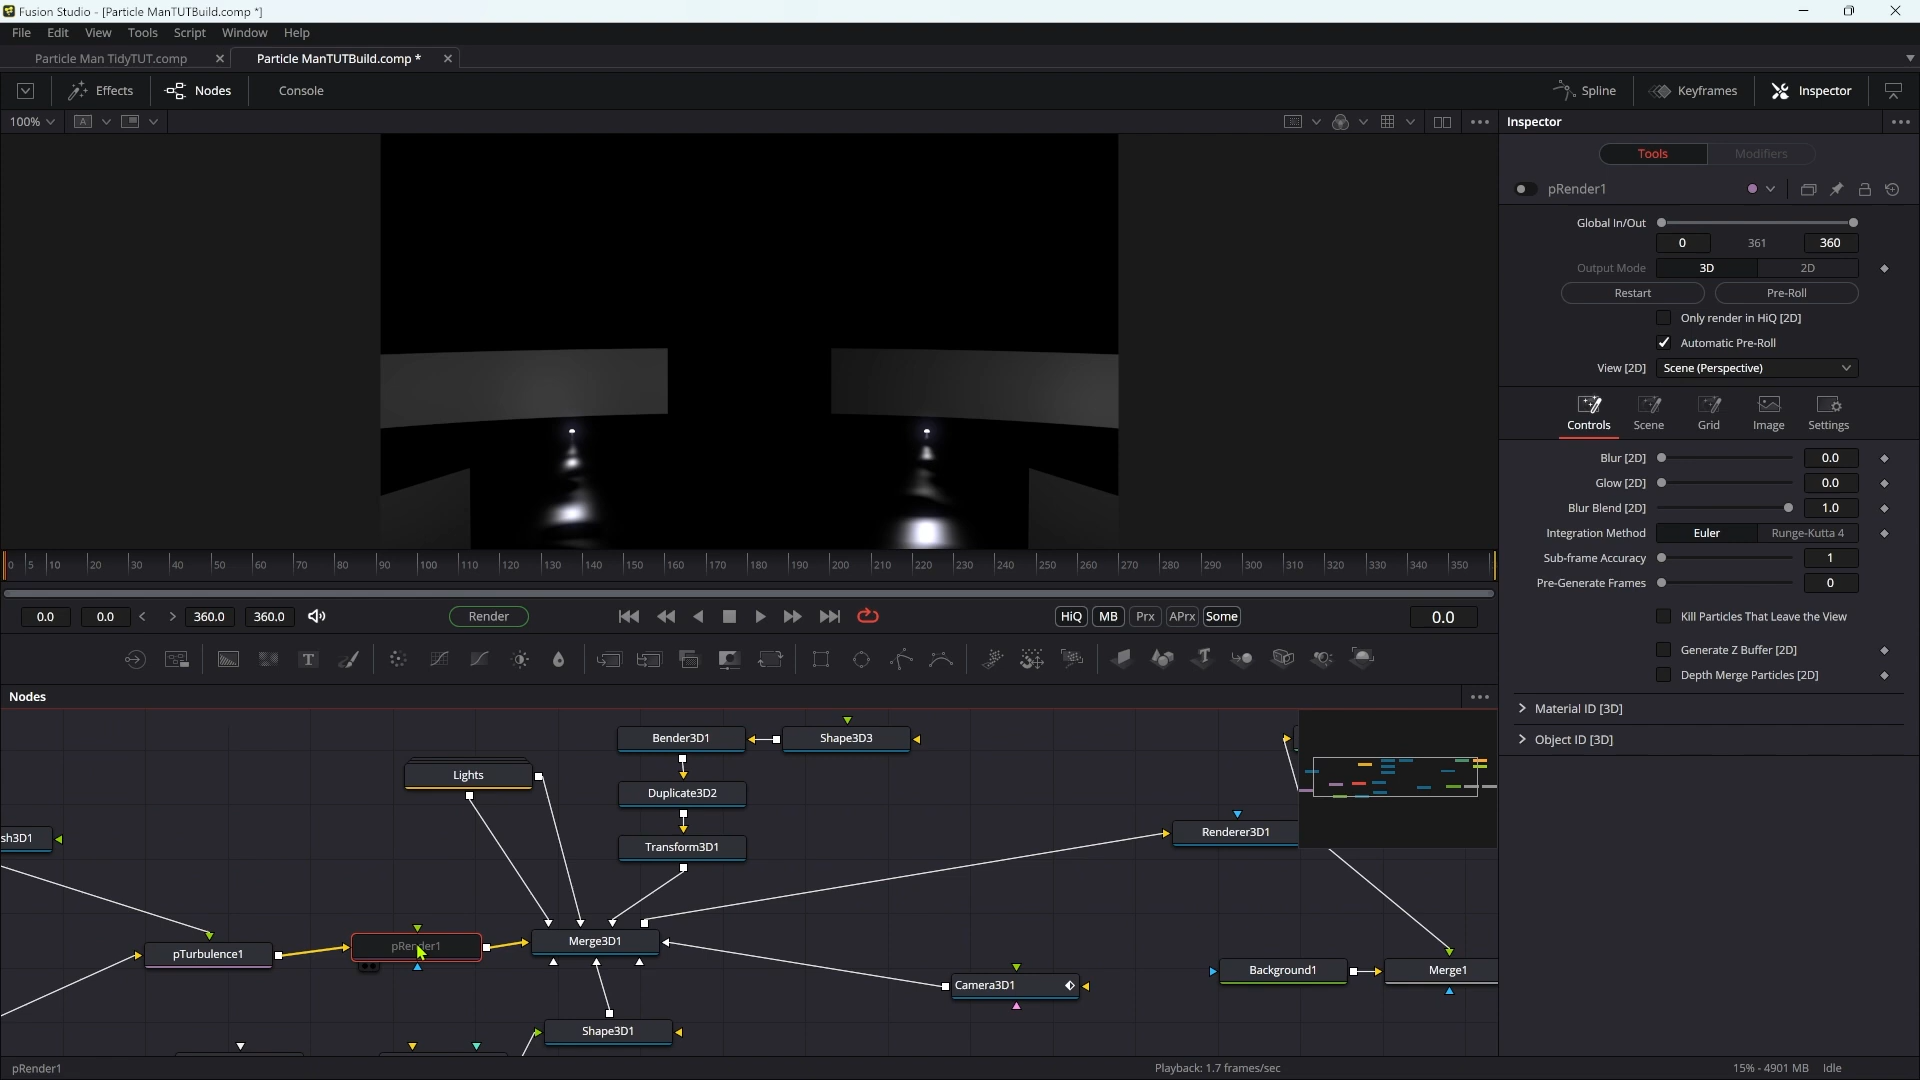 Fusion Studio - [Particle ManTUTBuild.comp *]
File Edit View Tools Script Window Help
Particle Man TidyTUT.comp Particle ManTUTBuild.comp *
Effects Nodes Console Spline Keyframes Inspector
100% A Inspector
Tools Modifiers
pRender1
Global In/Out
0 361 360
Output Mode 3D 2D
Restart Pre-Roll
Only render in HiQ [2D]
Automatic Pre-Roll
View [2D] Scene (Perspective)
Controls Scene Grid Image Settings
Blur [2D] 0.0
Glow [2D] 0.0
Blur Blend [2D] 1.0
Integration Method Euler Runge-Kutta 4
Sub-frame Accuracy 1
Pre-Generate Frames 0
Kill Particles That Leave the View
Generate Z Buffer [2D]
Depth Merge Particles [2D]
Material ID [3D]
Object ID [3D]
0 5 10 20 30 40 50 60 70 80 90 100 110 120 130 140 150 160 170 180 190 200 210 220 230 240 250 260 270 280 290 300 310 320 330 340 350
0.0 0.0 < > 360.0 360.0 Render HiQ MB Prx APrx Some 0.0
T
Nodes
Bender3D1 Shape3D3
Lights
Duplicate3D2
Transform3D1
sh3D1
Renderer3D1
pTurbulence1 pRender1 Merge3D1
Camera3D1
Background1 Merge1
Shape3D1
pRender1 Playback: 1.7 frames/sec 15% - 4901 MB Idle